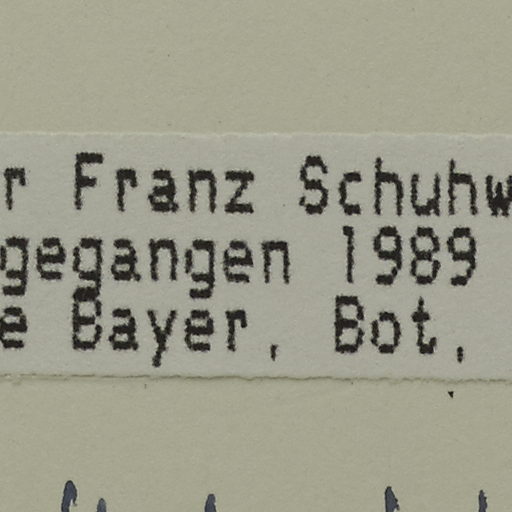 r Franz Schuhw
gegangen 1989
e Bayer, Bot.